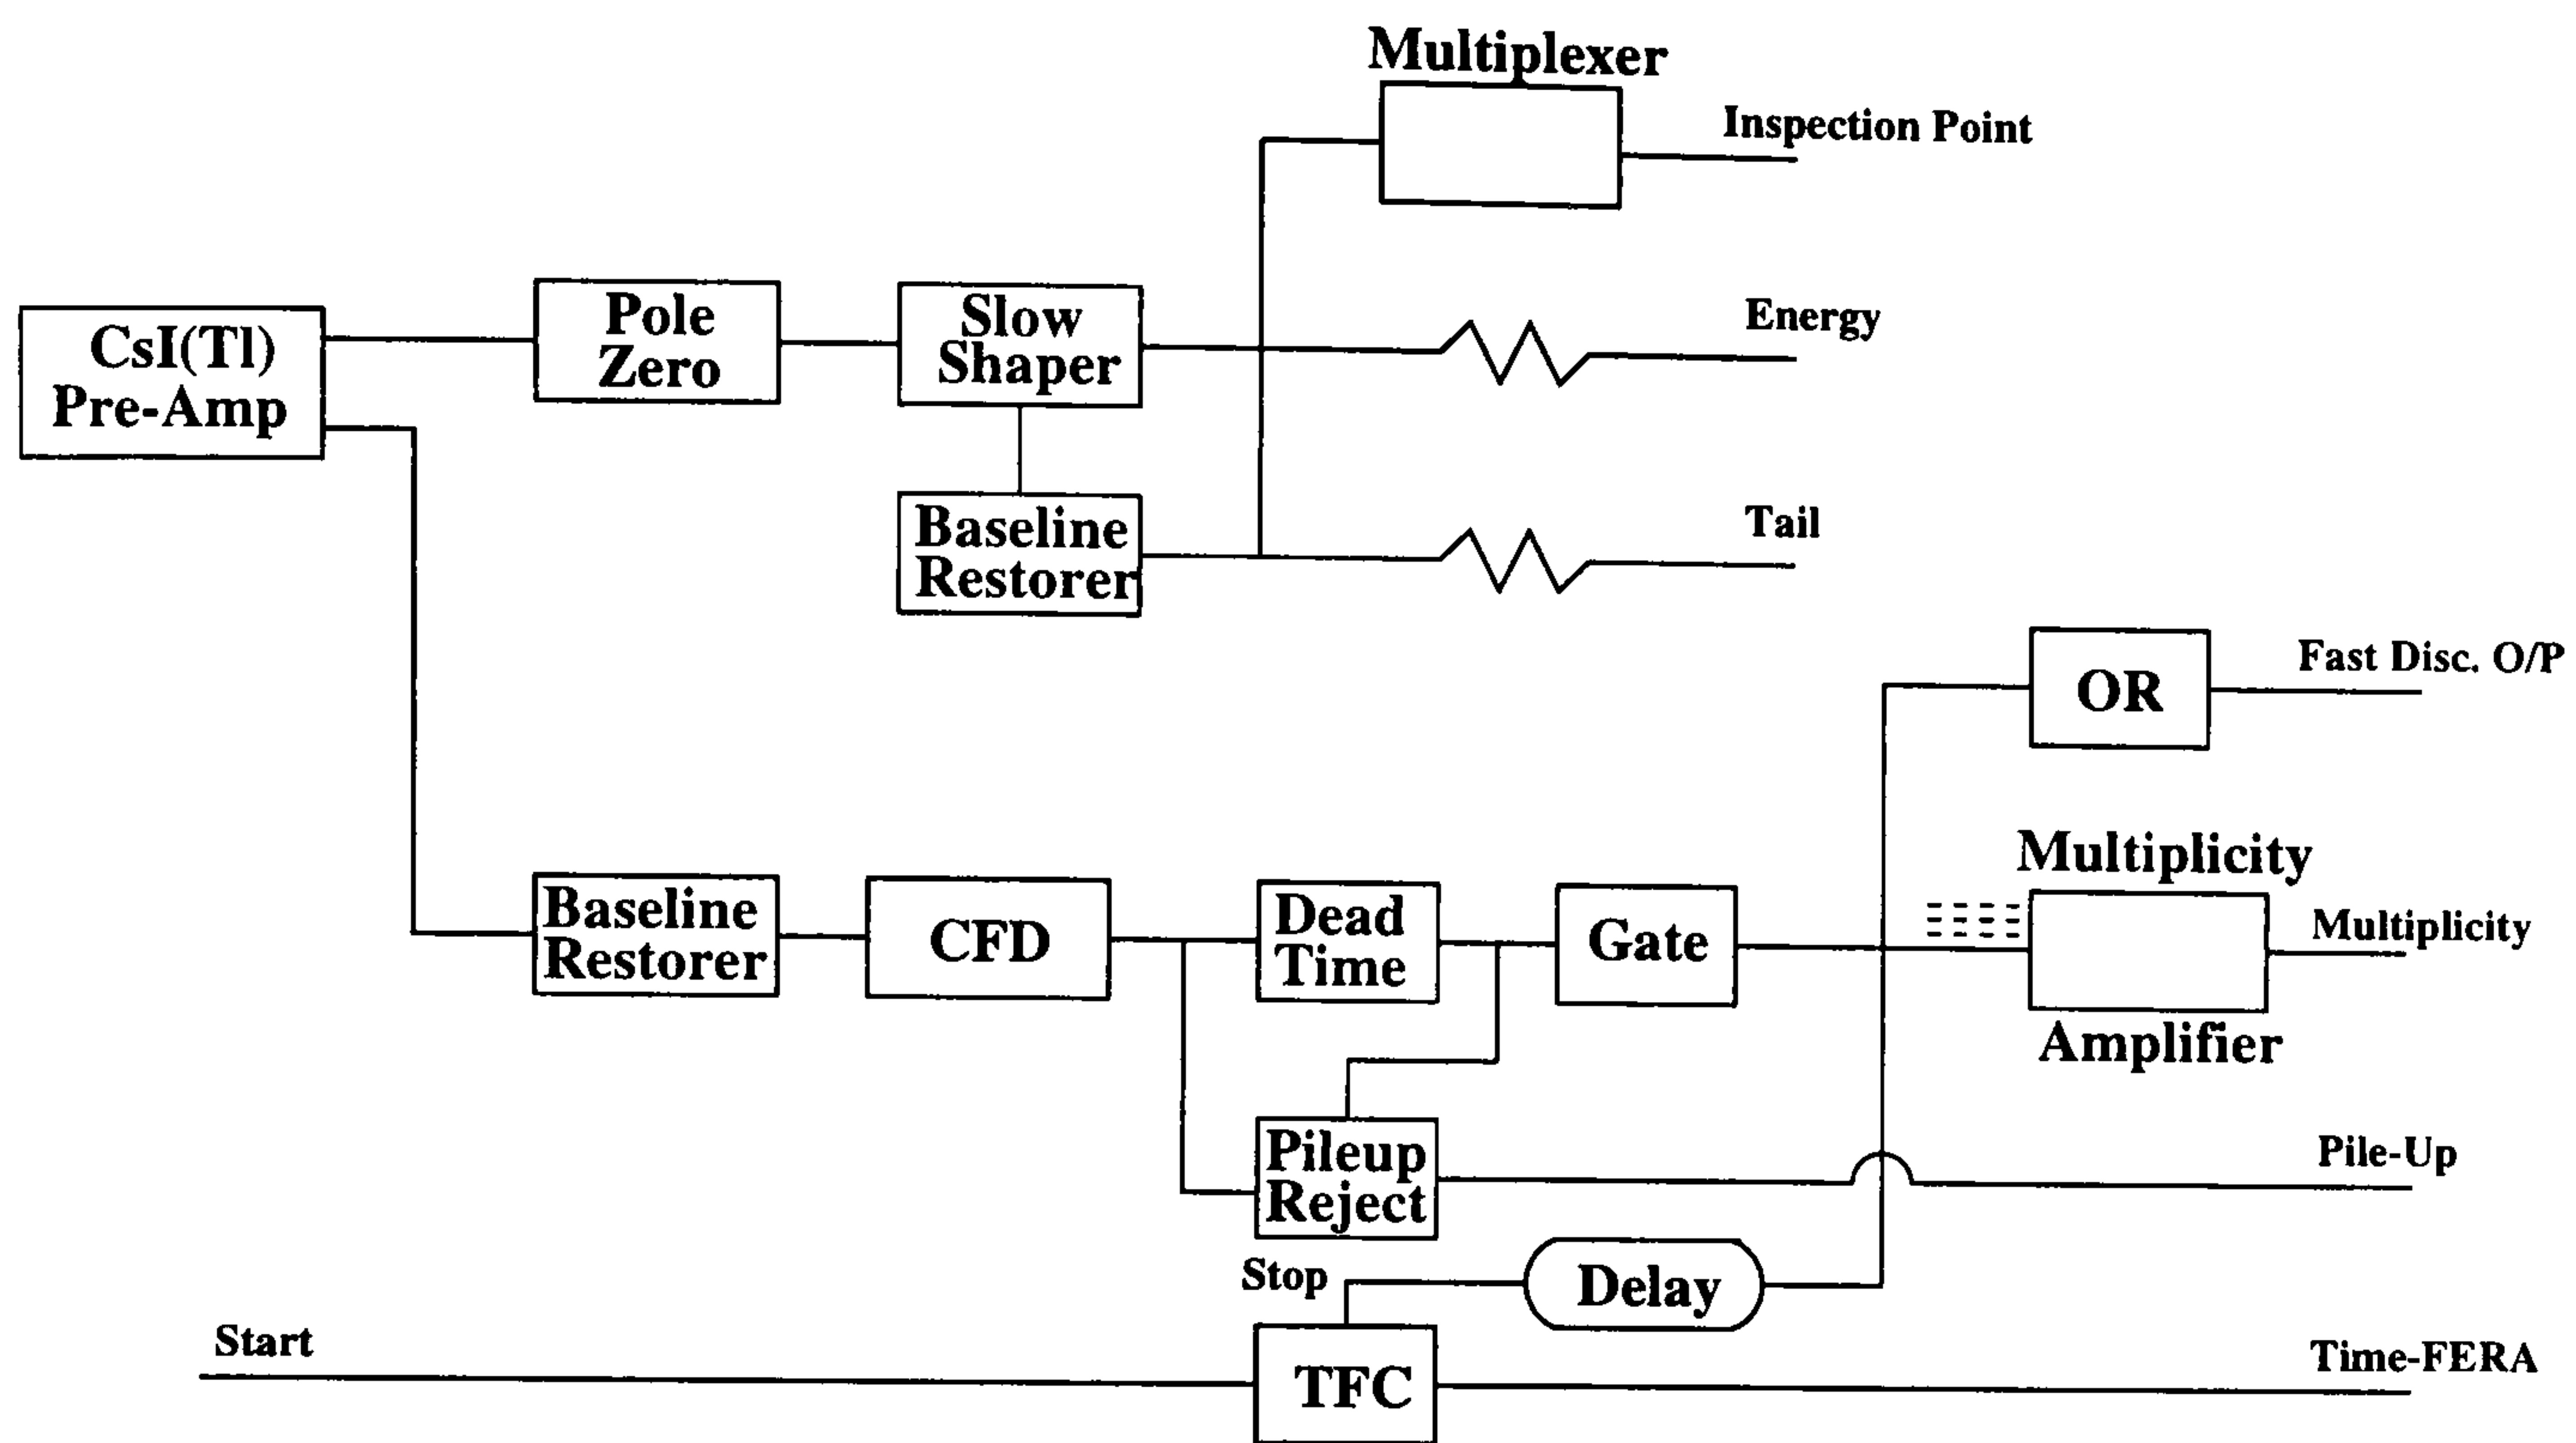 Multiplexer
Inspection Point
CsI(Tl)
Pre-Amp
Pole
Zero
Slow
Shaper
Energy
Baseline
Restorer
Tail
OR
Fast Disc. O/P
Baseline
Restorer
CFD
Dead
Time
Gate
Multiplicity
Amplifier
Multiplicity
Pileup
Reject
Pile-Up
Stop
Delay
Start
TFC
Time-FERA